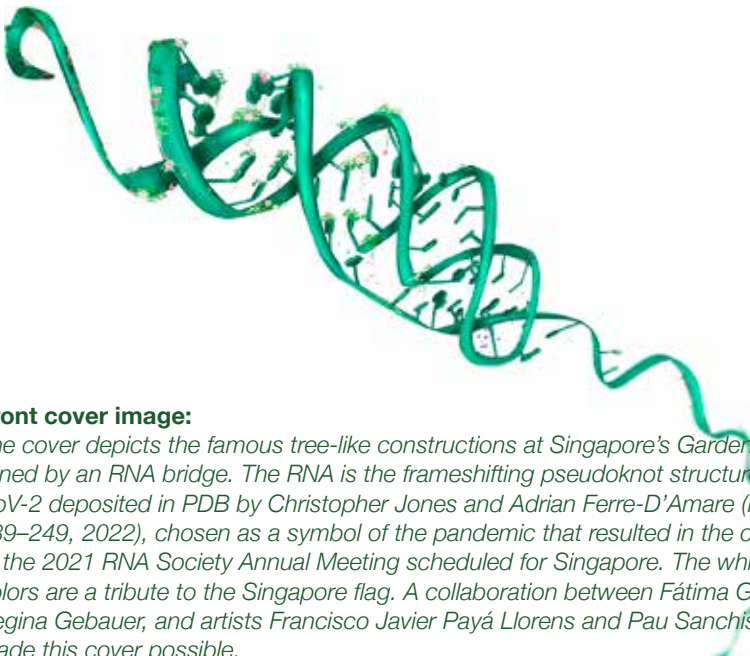 ront cover image:
ne cover depicts the famous tree-like constructions at Singapore’s Garden
ned by an RNA bridge. The RNA is the frameshifting pseudoknot structur
oV-2 deposited in PDB by Christopher Jones and Adrian Ferre-D’Amare (
39–249, 2022), chosen as a symbol of the pandemic that resulted in the c
the 2021 RNA Society Annual Meeting scheduled for Singapore. The whi
olors are a tribute to the Singapore flag. A collaboration between Fátima G
egina Gebauer, and artists Francisco Javier Payá Llorens and Pau Sanchis
ade this cover possible.